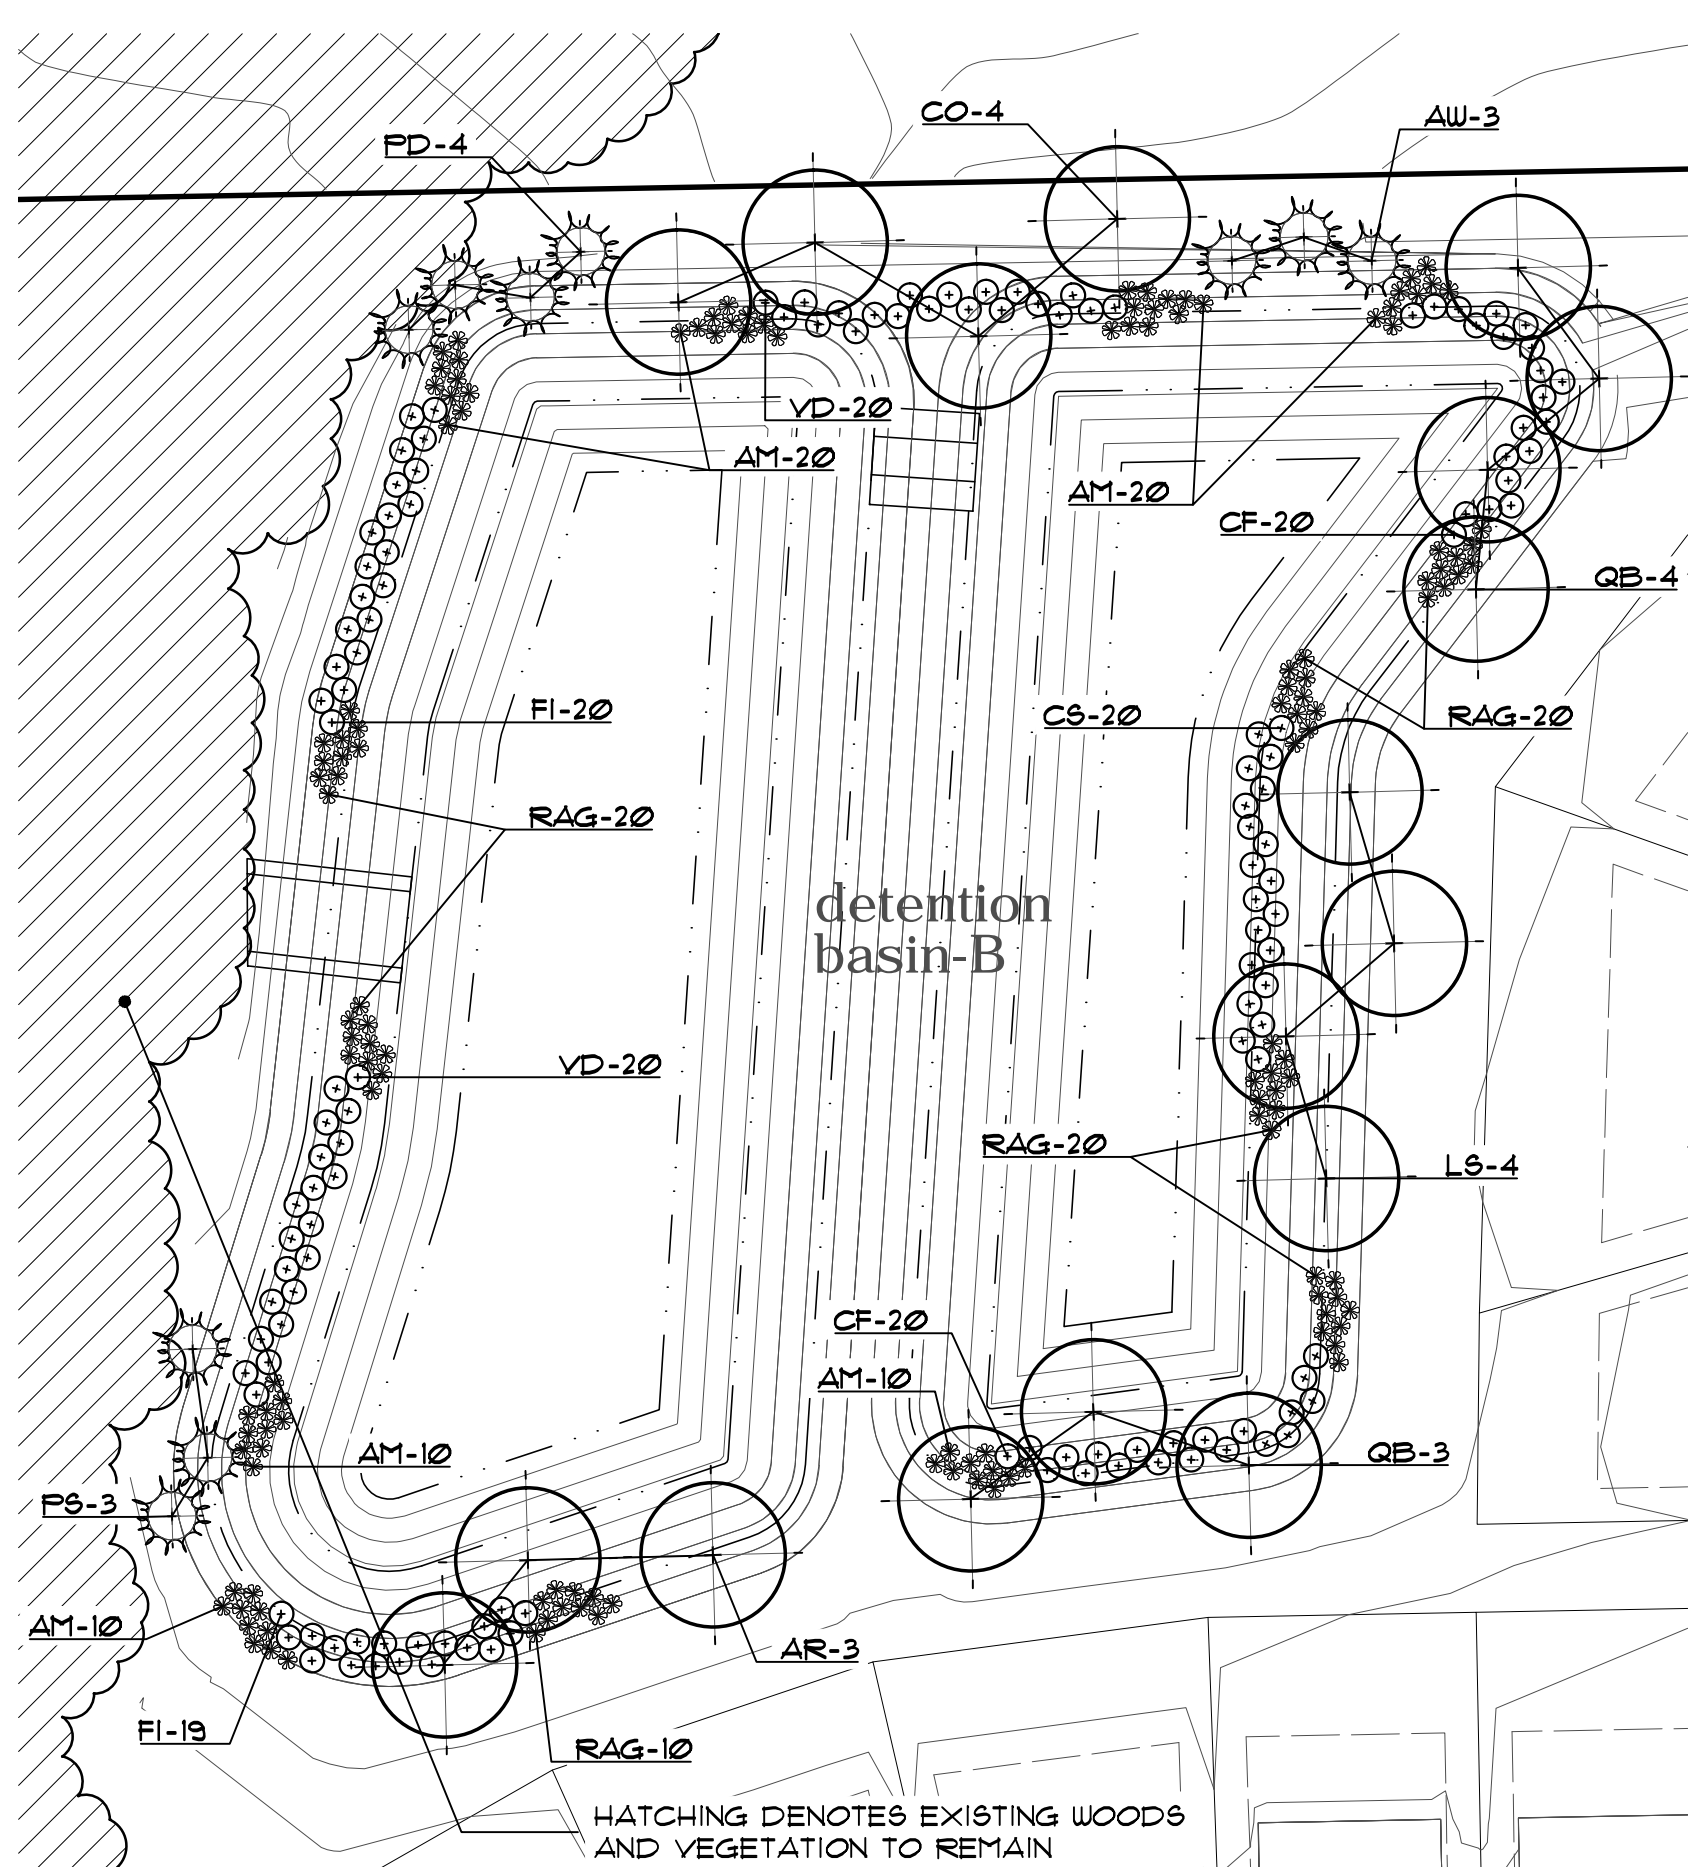 CO-4
AW-3
PD-4
VD-20
AM-20
AM-20
CF-20
QB-4
FI-20
CS-20
RAG-20
RAG-20
detention
basin-B
VD-20
RAG-20
LS-4
CF-20
AM-10
AM-10
QB-3
PS-3
AM-10
AR-3
FI-19
RAG-10
HATCHING DENOTES EXISTING WOODS
AND VEGETATION TO REMAIN